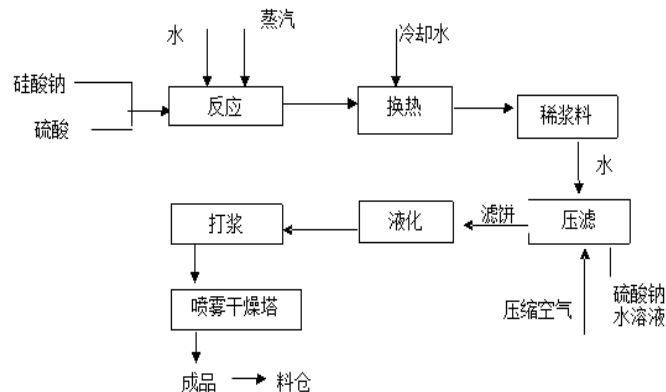 水
蒸汽
冷却水
硅酸钠
硫酸
反应
换热
稀浆料
水
打浆
液化
滤饼
压滤
喷雾干燥塔
压缩空气
硫酸钠
水溶液
成品
料仓